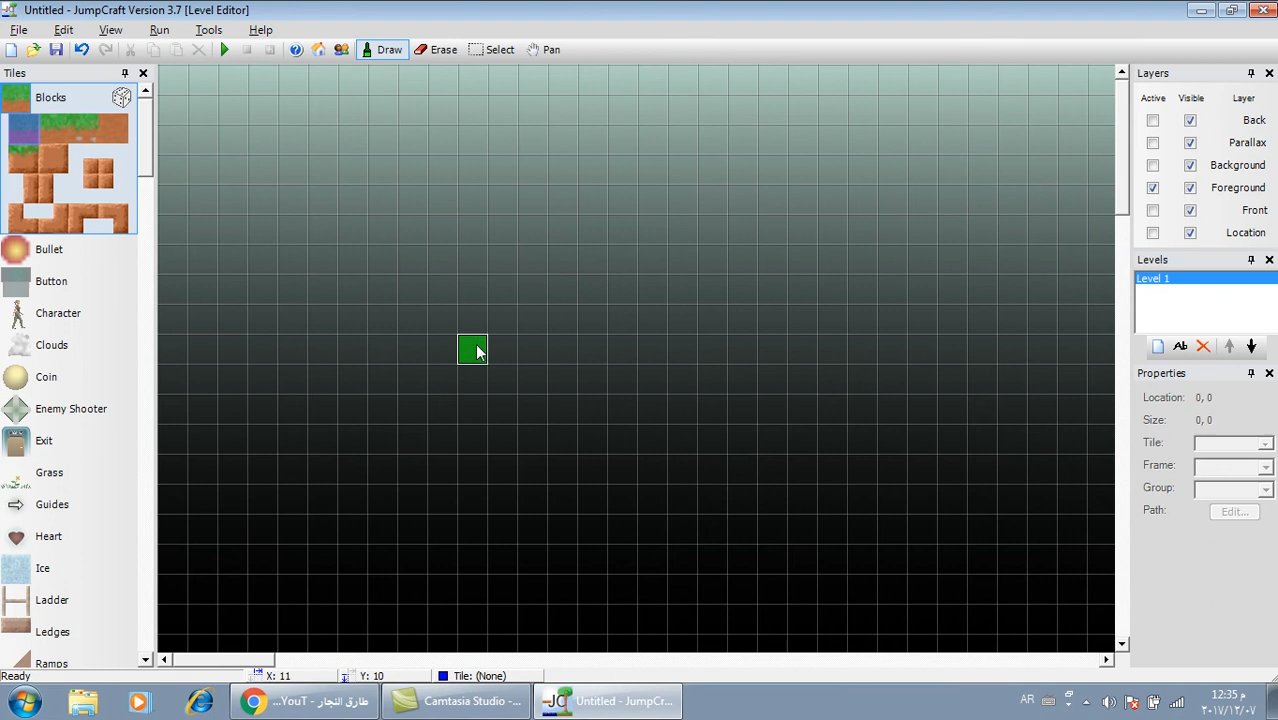 Untitled - JumpCraft Version 3.7 [Level Editor]
File Edit View Run Tools Help
Draw Erase Select Pan
Tiles
Blocks
Bullet
Button
Character
Clouds
Coin
Enemy Shooter
Exit
Grass
Guides
Heart
Ice
Ladder
Ledges
Ramps
Layers
Active Visible Layer
Back
Parallax
Background
Foreground
Front
Location
Levels
Level 1
Ab
Properties
Location: 0, 0
Size: 0, 0
Tile:
Frame:
Group:
Path: Edit...
Ready X: 11 Y: 10 Tile: (None)
طارق النجار - YouT...
Camtasia Studio -...
Untitled - JumpCr...
AR
12:35 م
٢٠١٧/١٢/٠٧